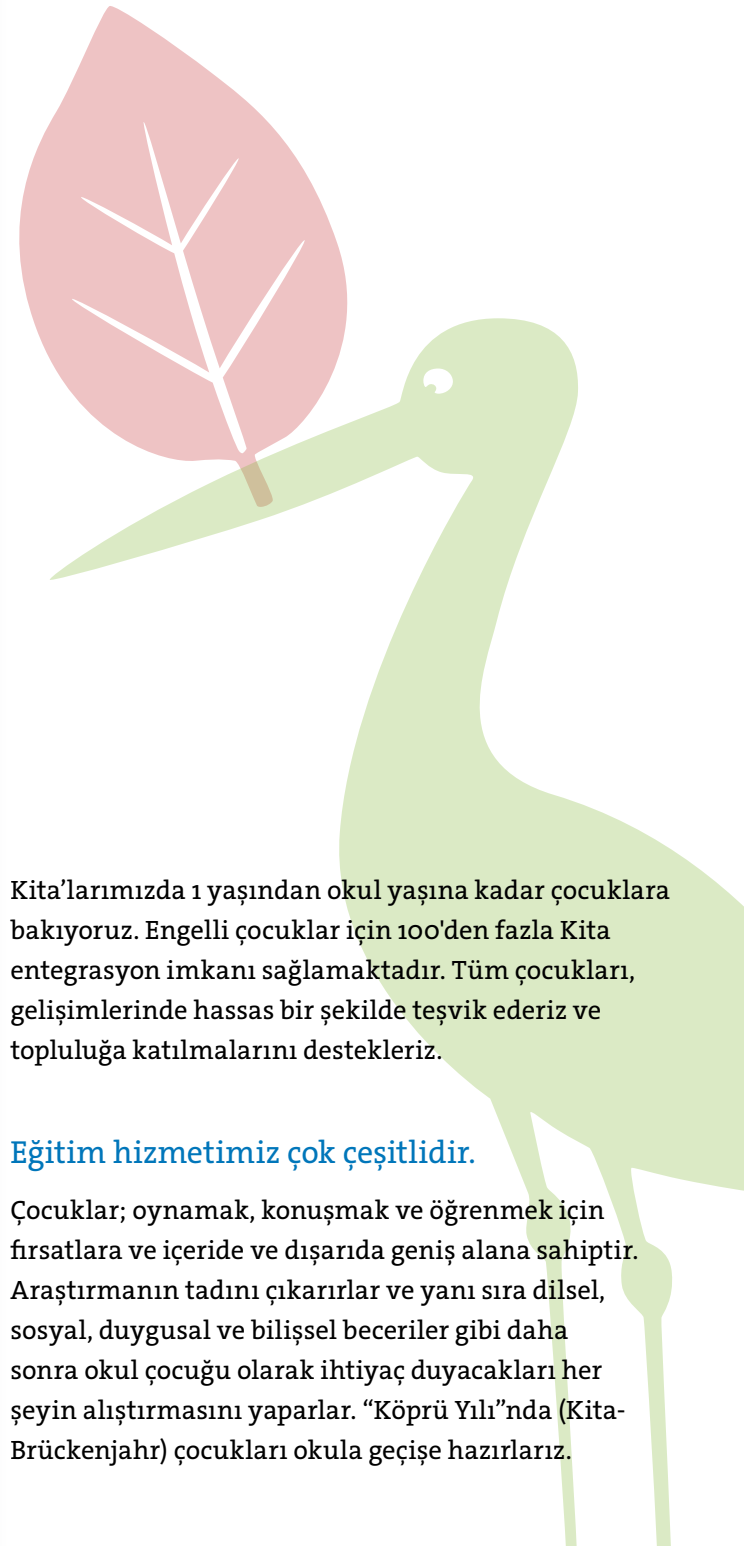 Kita’larımızda 1 yaşından okul yaşına kadar çocuklara
bakıyoruz. Engelli çocuklar için 100'den fazla Kita
entegrasyon imkanı sağlamaktadır. Tüm çocukları,
gelişimlerinde hassas bir şekilde teşvik ederiz ve
topluluğa katılmalarını destekleriz.
Eğitim hizmetimiz çok çeşitlidir.
Çocuklar; oynamak, konuşmak ve öğrenmek için
fırsatlara ve içeride ve dışarıda geniş alana sahiptir.
Araştırmanın tadını çıkarırlar ve yanı sıra dilsel,
sosyal, duygusal ve bilişsel beceriler gibi daha
sonra okul çocuğu olarak ihtiyaç duyacakları her
şeyin alıştırmasını yaparlar. “Köprü Yılı”nda (Kita-
Brückenjahr) çocukları okula geçişe hazırlarız.